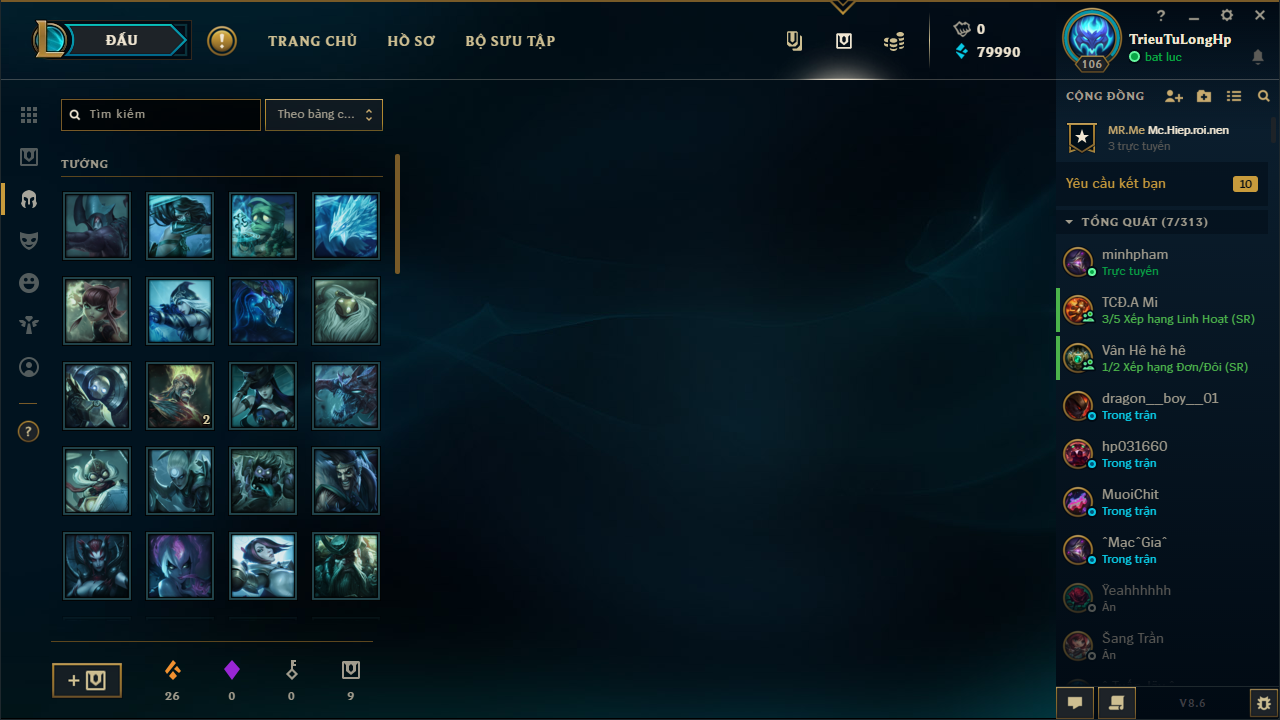 ĐẤU
!
TRANG CHỦ
HỒ SƠ
BỘ SƯU TẬP
0
79990
?
106
TrieuTuLongHp
bat luc
Tìm kiếm
Theo bảng c...
TƯỚNG
2
?
26
0
0
9
CỘNG ĐỒNG
MR.Me Mc.Hiep.roi.nen
3 trực tuyến
Yêu cầu kết bạn
10
TỔNG QUÁT (7/313)
minhpham
Trực tuyến
TCĐ.A Mi
3/5 Xếp hạng Linh Hoạt (SR)
Vân Hê hê hê
1/2 Xếp hạng Đơn/Đôi (SR)
dragon__boy__01
Trong trận
hp031660
Trong trận
MuoiChit
Trong trận
^Mạc^Gia^
Trong trận
Ÿeahhhhhh
Ẩn
Šang Trần
Ẩn
V8.6